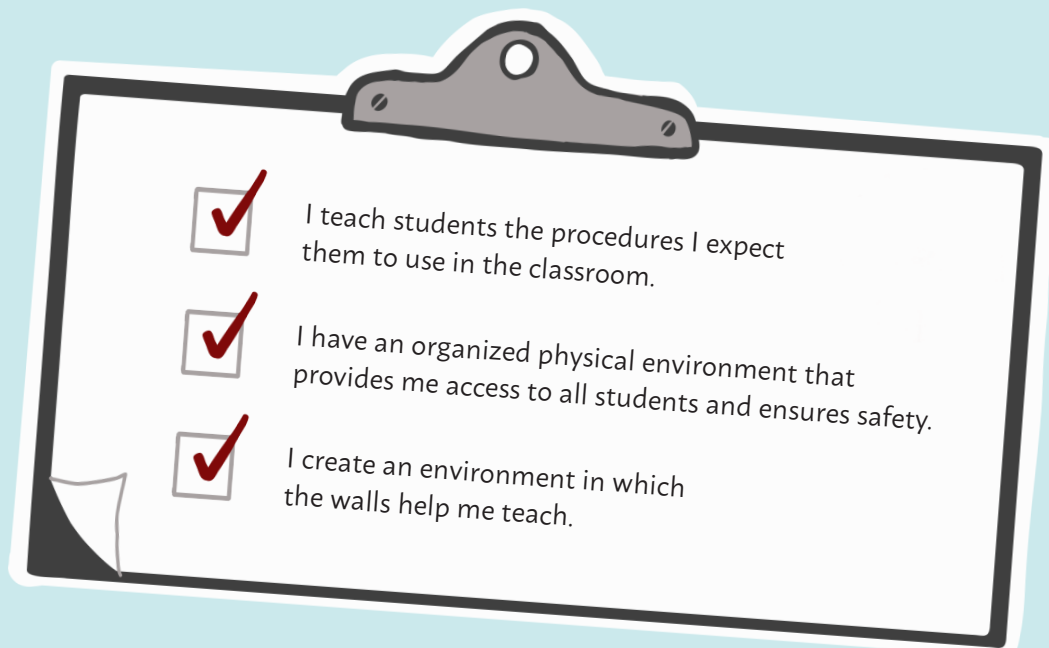 I teach students the procedures I expect
them to use in the classroom.
I have an organized physical environment that
provides me access to all students and ensures safety.
I create an environment in which
the walls help me teach.